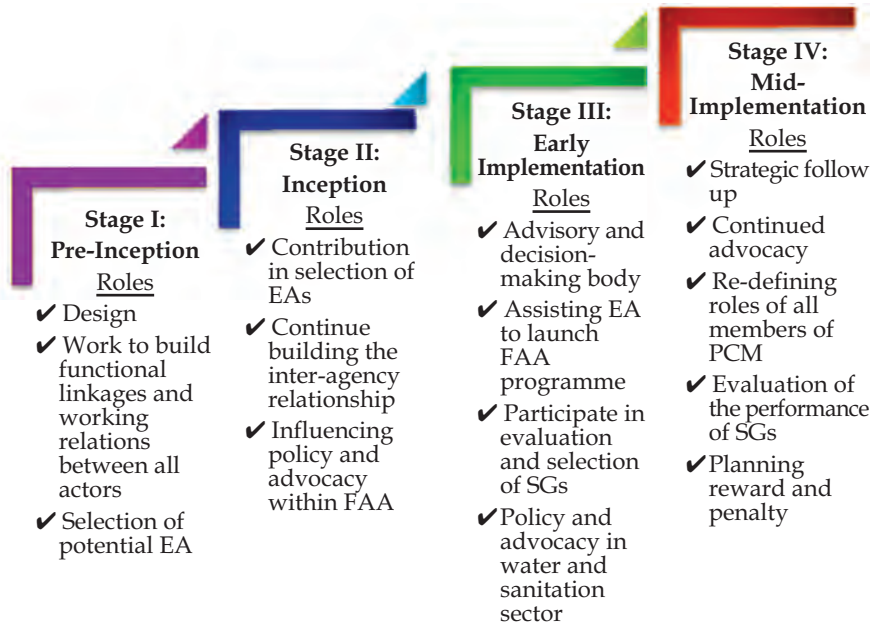 Stage I:
Pre-Inception
Roles
✔ Design
✔ Work to build
functional
linkages and
working
relations
between all
actors
✔ Selection of
potential EA
Stage II:
Inception
Roles
✔ Contribution
in selection of
EAs
✔ Continue
building the
inter-agency
relationship
✔ Influencing
policy and
advocacy
within FAA
Stage III:
Early
Implementation
Roles
✔ Advisory and
decision-
making body
✔ Assisting EA
to launch
FAA
programme
✔ Participate in
evaluation
and selection
of SGs
✔ Policy and
advocacy in
water and
sanitation
sector
Stage IV:
Mid-
Implementation
Roles
✔ Strategic follow
up
✔ Continued
advocacy
✔ Re-defining
roles of all
members of
PCM
✔ Evaluation of
the performance
of SGs
✔ Planning
reward and
penalty